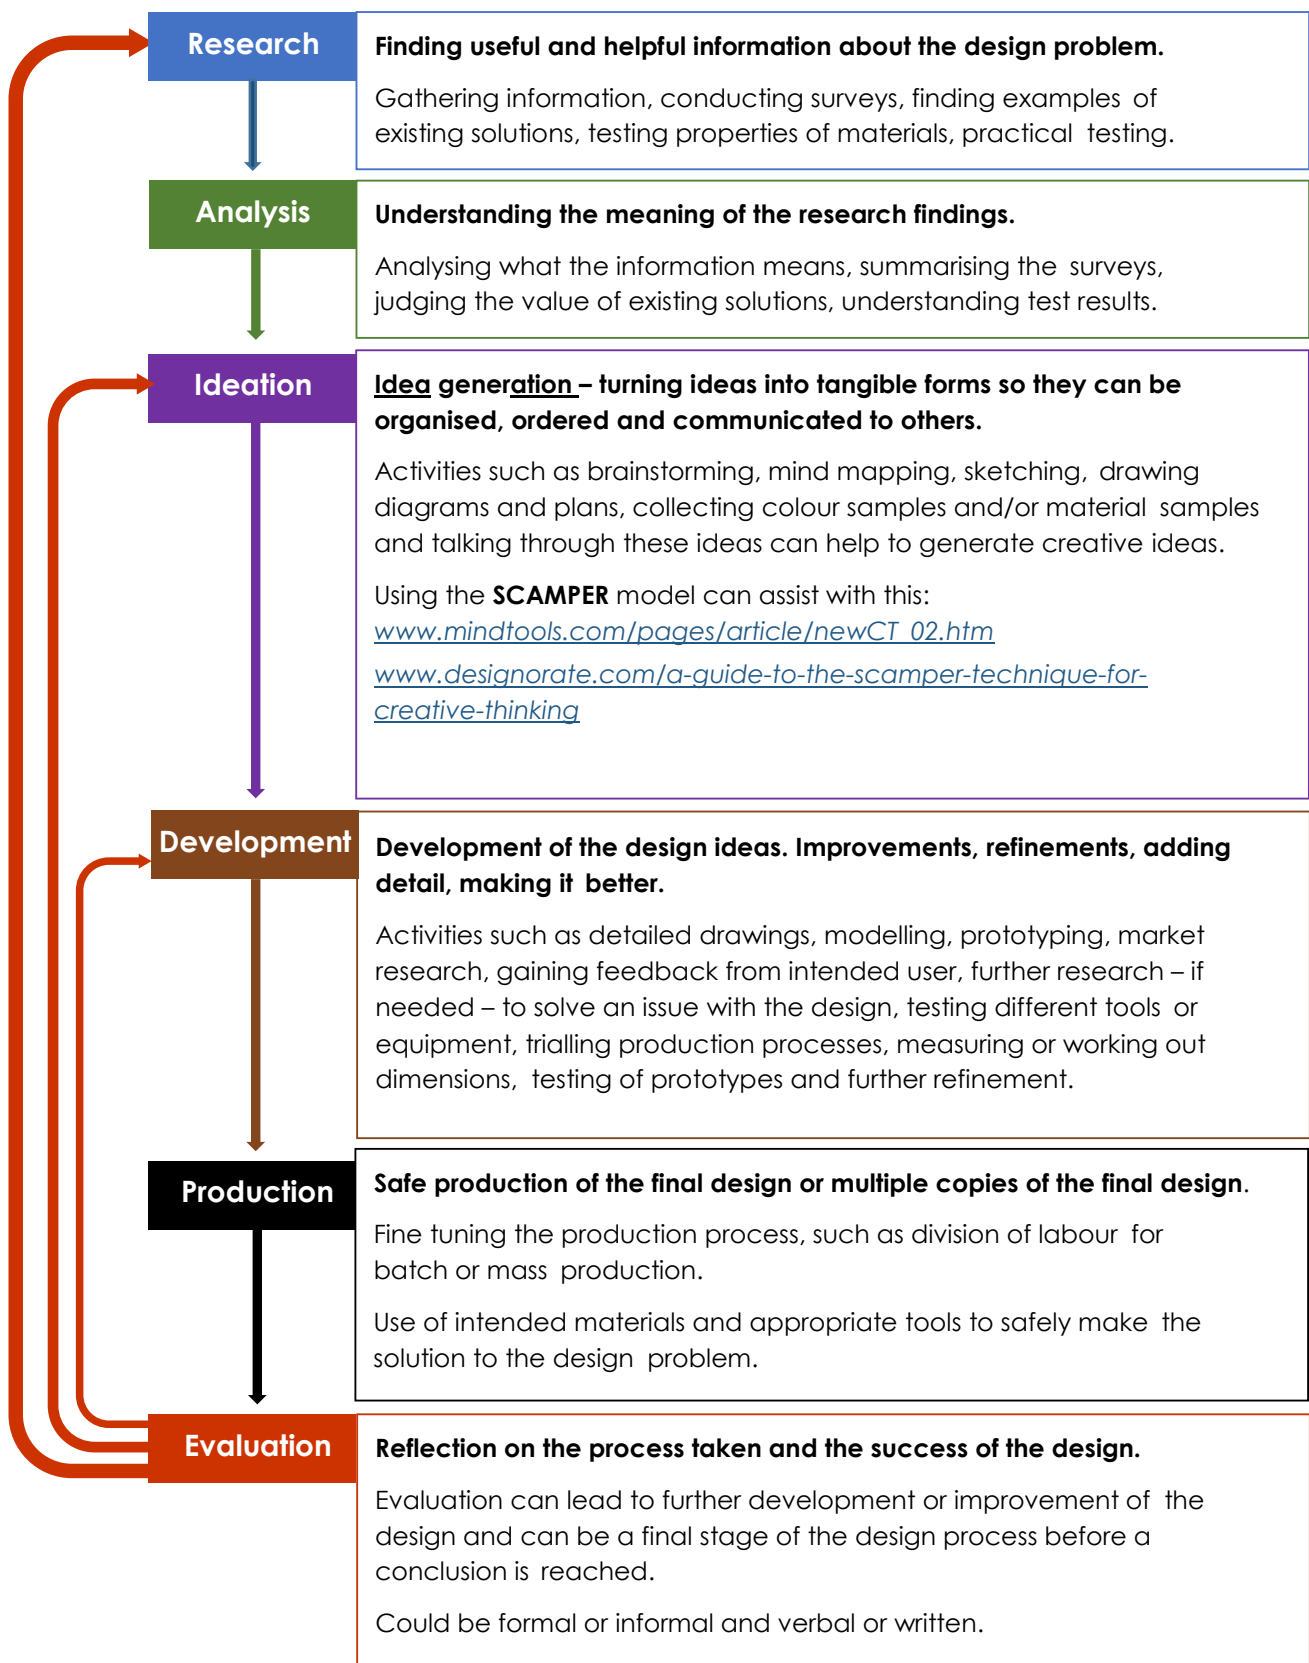 Research
Finding useful and helpful information about the design problem.
Gathering information, conducting surveys, finding examples of
existing solutions, testing properties of materials, practical testing.
Analysis
Understanding the meaning of the research findings.
Analysing what the information means, summarising the surveys,
judging the value of existing solutions, understanding test results.
Ideation
Idea generation – turning ideas into tangible forms so they can be
organised, ordered and communicated to others.
Activities such as brainstorming, mind mapping, sketching, drawing
diagrams and plans, collecting colour samples and/or material samples
and talking through these ideas can help to generate creative ideas.
Using the SCAMPER model can assist with this:
www.mindtools.com/pages/article/newCT_02.htm
www.designorate.com/a-guide-to-the-scamper-technique-for-
creative-thinking
Development
Development of the design ideas. Improvements, refinements, adding
detail, making it better.
Activities such as detailed drawings, modelling, prototyping, market
research, gaining feedback from intended user, further research – if
needed – to solve an issue with the design, testing different tools or
equipment, trialling production processes, measuring or working out
dimensions, testing of prototypes and further refinement.
Production
Safe production of the final design or multiple copies of the final design.
Fine tuning the production process, such as division of labour for
batch or mass production.
Use of intended materials and appropriate tools to safely make the
solution to the design problem.
Evaluation
Reflection on the process taken and the success of the design.
Evaluation can lead to further development or improvement of the
design and can be a final stage of the design process before a
conclusion is reached.
Could be formal or informal and verbal or written.